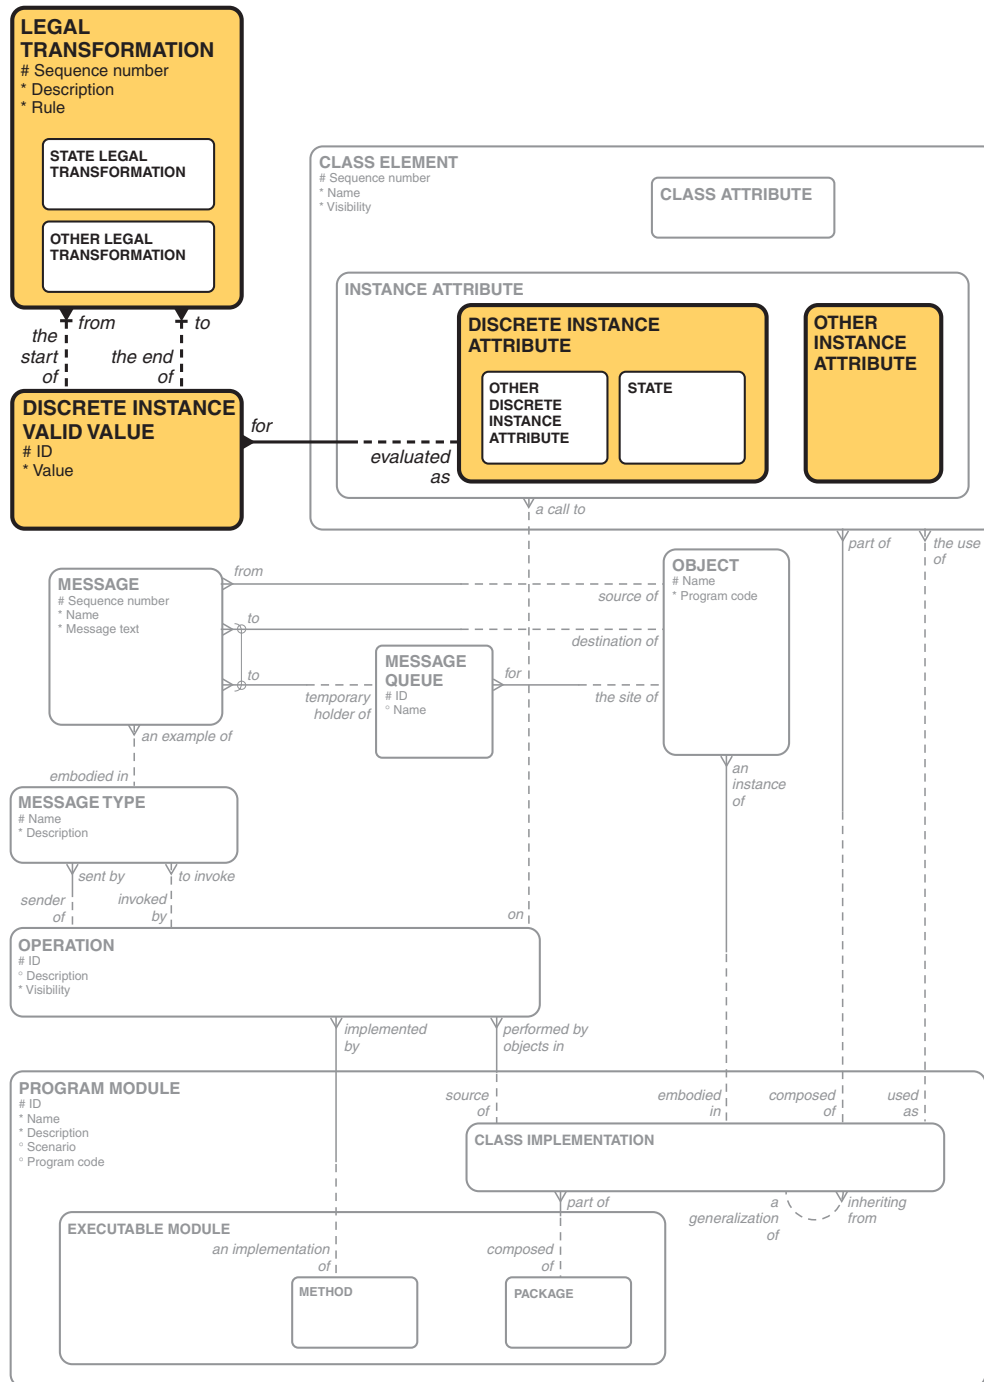 LEGAL
TRANSFORMATION
# Sequence number
* Description
* Rule
STATE LEGAL
TRANSFORMATION
OTHER LEGAL
TRANSFORMATION
from
to
the
start
of
the end
of
DISCRETE INSTANCE
VALID VALUE
# ID
* Value
for
evaluated
as
CLASS ELEMENT
# Sequence number
* Name
* Visibility
CLASS ATTRIBUTE
INSTANCE ATTRIBUTE
DISCRETE INSTANCE
ATTRIBUTE
OTHER
DISCRETE
INSTANCE
ATTRIBUTE
STATE
OTHER
INSTANCE
ATTRIBUTE
a call to
part of
the use
of
MESSAGE
# Sequence number
* Name
* Message text
from
source of
to
destination of
to
temporary
holder of
MESSAGE
QUEUE
# ID
° Name
for
the site of
OBJECT
# Name
* Program code
an example of
embodied in
an
instance
of
MESSAGE TYPE
# Name
* Description
sent by
to invoke
sender
of
invoked
by
on
OPERATION
# ID
° Description
* Visibility
implemented
by
performed by
objects in
PROGRAM MODULE
# ID
* Name
* Description
° Scenario
° Program code
source
of
embodied
in
composed
of
used
as
CLASS IMPLEMENTATION
part of
a
generalization
of
inheriting
from
EXECUTABLE MODULE
an implementation
of
composed
of
METHOD
PACKAGE